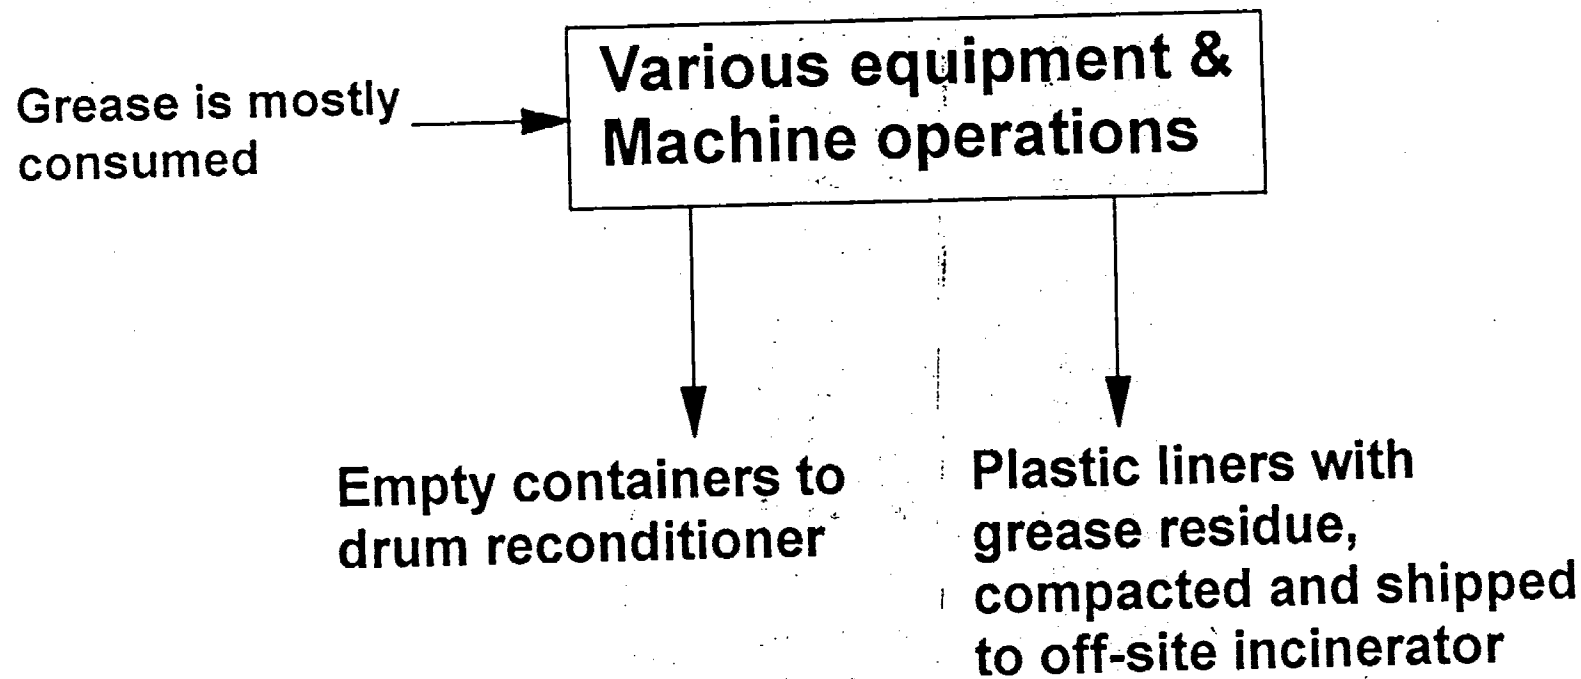 Various equipment &
Machine operations
Grease is mostly
consumed
Empty containers to
drum reconditioner
Plastic liners with
grease residue,
compacted and shipped
to off-site incinerator